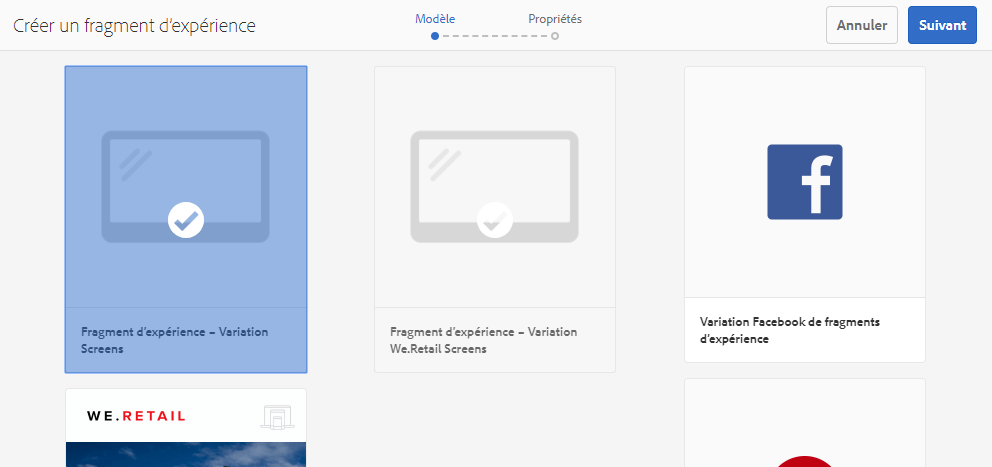 Créer un fragment d'expérience
Modèle
Propriétés
Annuler
Suivant
Fragment d'expérience – Variation
Screens
Fragment d'expérience – Variation
We.Retail Screens
Variation Facebook de fragments
d'expérience
WE.RETAIL